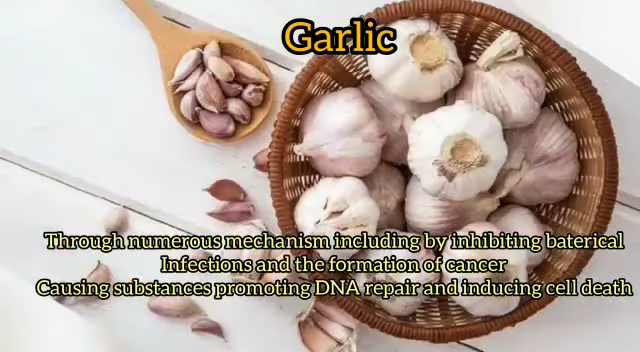 Garlic
Through numerous mechanism including by inhibiting baterical
Infections and the formation of cancer
Causing substances promoting DNA repair and inducing cell death